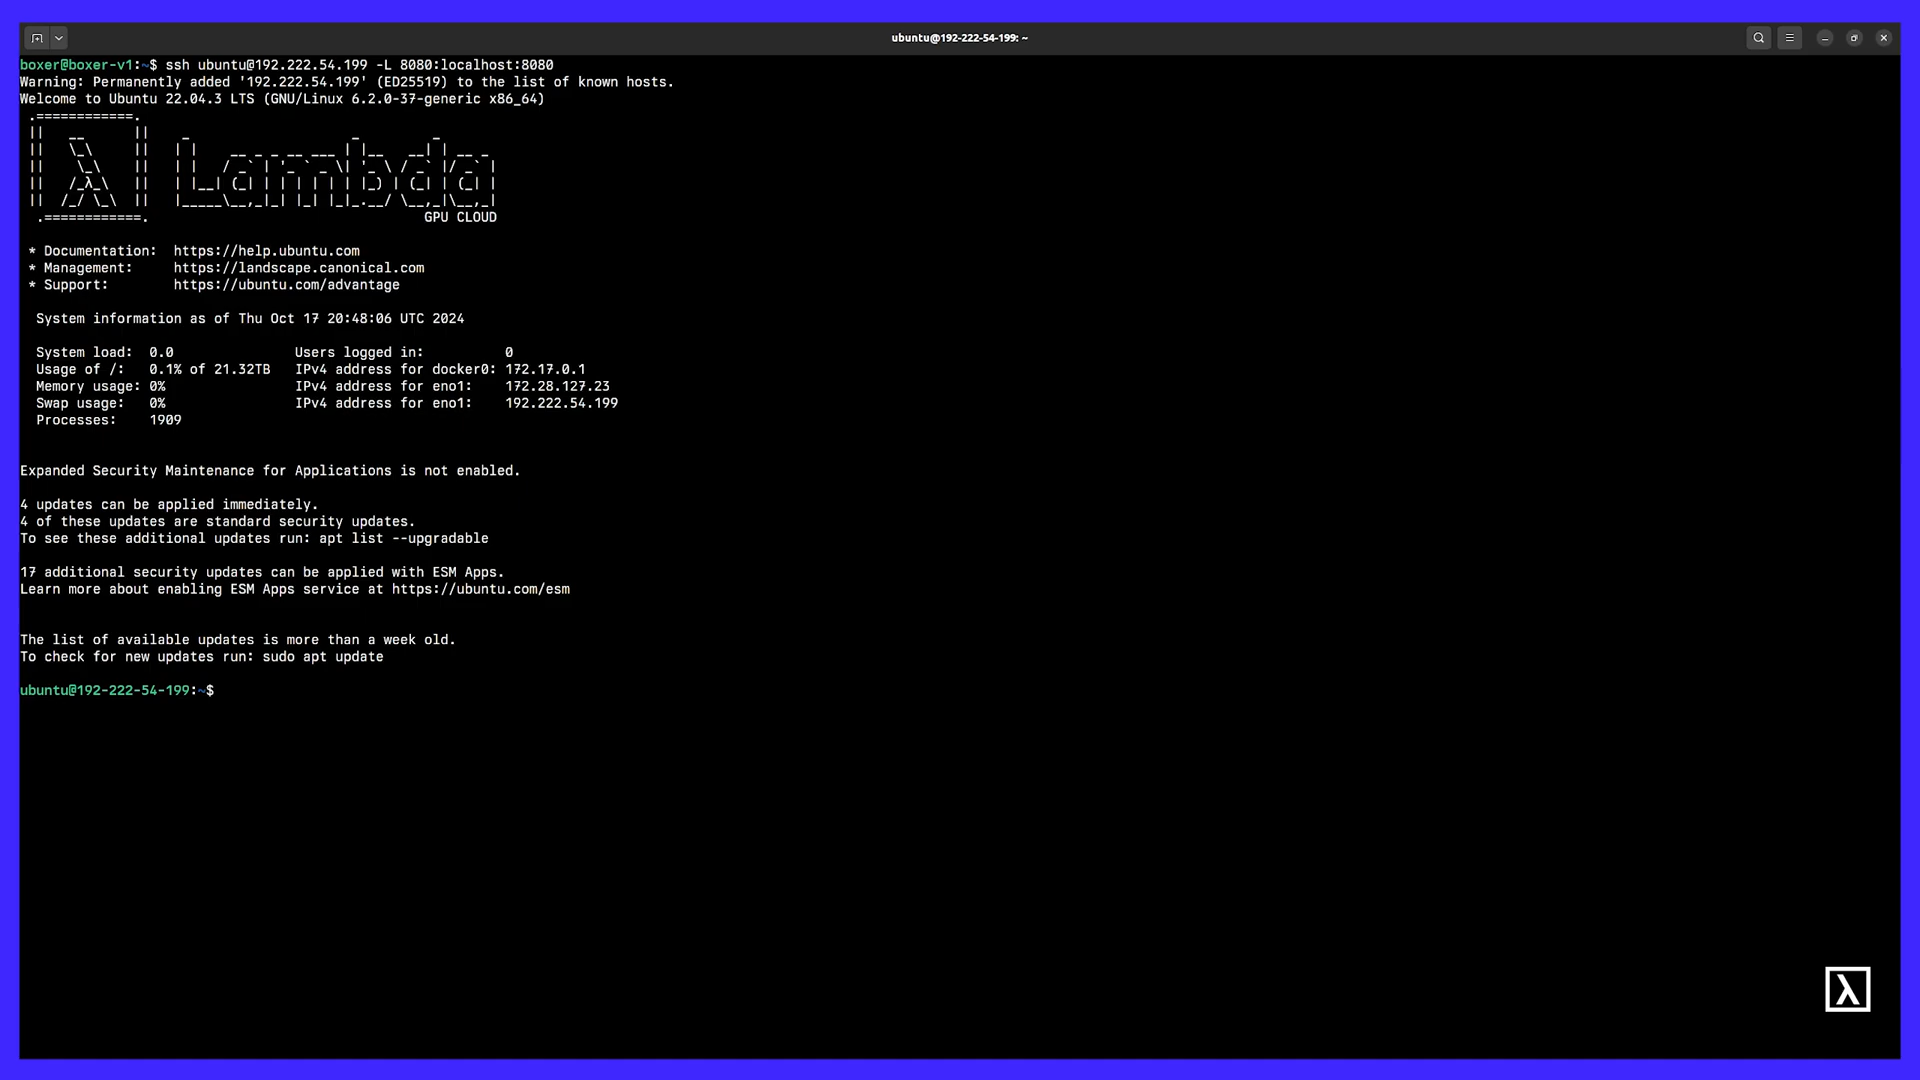 ubuntu@192-222-54-199: ~
boxer@boxer-v1:~$ ssh ubuntu@192.222.54.199 -L 8080:localhost:8080
Warning: Permanently added '192.222.54.199' (ED25519) to the list of known hosts.
Welcome to Ubuntu 22.04.3 LTS (GNU/Linux 6.2.0-37-generic x86_64)
λ Lambda
GPU CLOUD
* Documentation: https://help.ubuntu.com
* Management: https://landscape.canonical.com
* Support: https://ubuntu.com/advantage
System information as of Thu Oct 17 20:48:06 UTC 2024
System load: 0.0 Users logged in: 0
Usage of /: 0.1% of 21.32TB IPv4 address for docker0: 172.17.0.1
Memory usage: 0% IPv4 address for eno1: 172.28.127.23
Swap usage: 0% IPv4 address for eno1: 192.222.54.199
Processes: 1909
Expanded Security Maintenance for Applications is not enabled.
4 updates can be applied immediately.
4 of these updates are standard security updates.
To see these additional updates run: apt list --upgradable
17 additional security updates can be applied with ESM Apps.
Learn more about enabling ESM Apps service at https://ubuntu.com/esm
The list of available updates is more than a week old.
To check for new updates run: sudo apt update
ubuntu@192-222-54-199:~$
λ